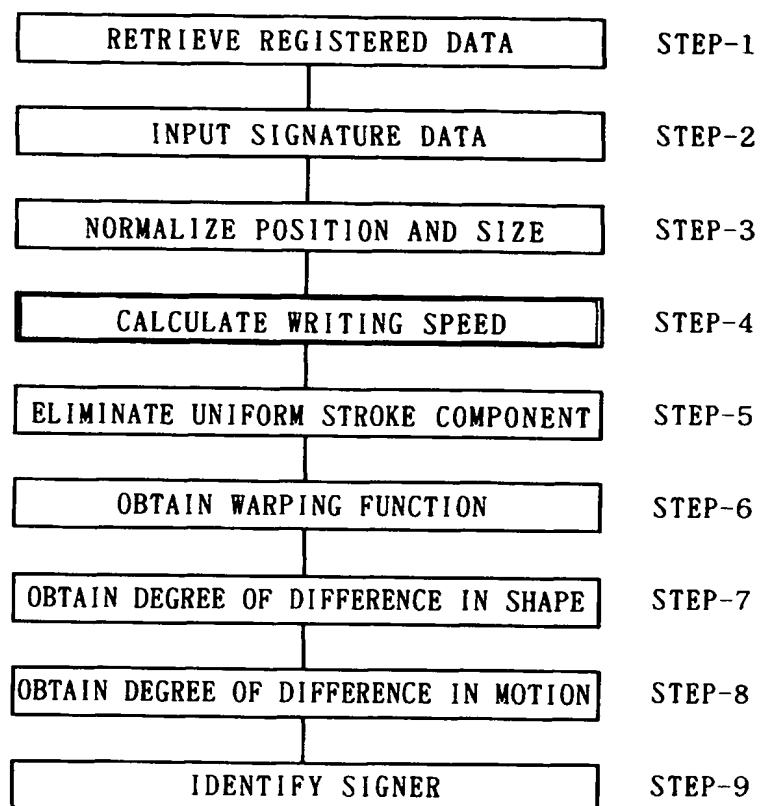 RETRIEVE REGISTERED DATA STEP-1
INPUT SIGNATURE DATA STEP-2
NORMALIZE POSITION AND SIZE STEP-3
CALCULATE WRITING SPEED STEP-4
ELIMINATE UNIFORM STROKE COMPONENT STEP-5
OBTAIN WARPING FUNCTION STEP-6
OBTAIN DEGREE OF DIFFERENCE IN SHAPE STEP-7
OBTAIN DEGREE OF DIFFERENCE IN MOTION STEP-8
IDENTIFY SIGNER STEP-9